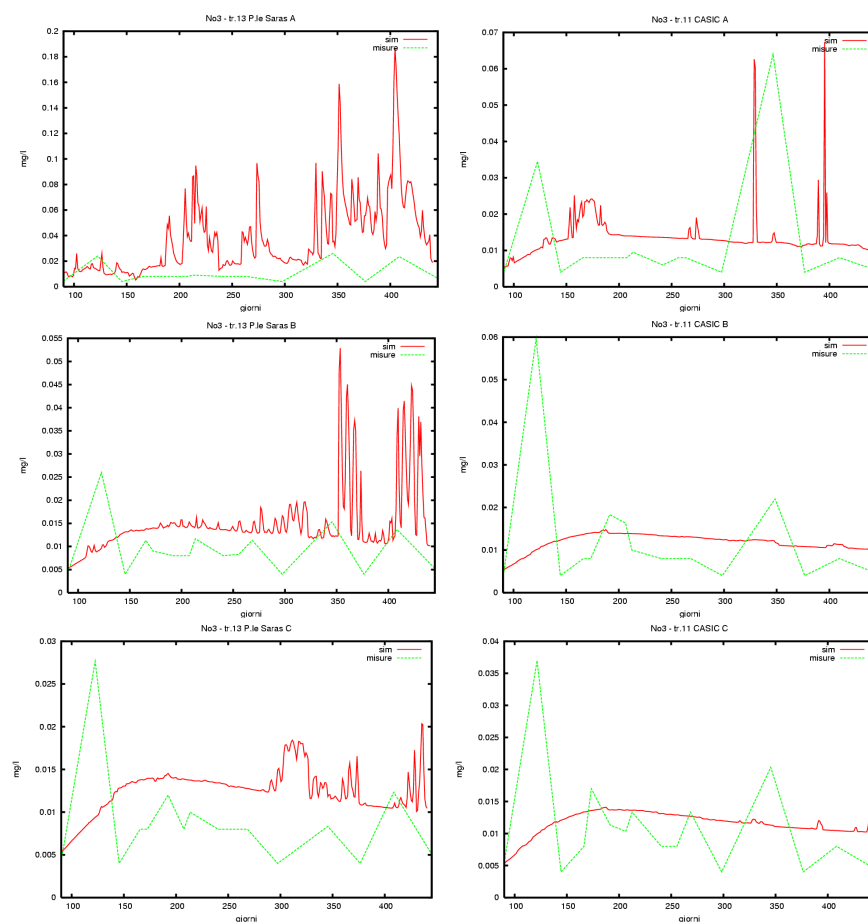 No3 - tr.13 P.le Saras A
sim
misure
mg/l
0.2
0.18
0.16
0.14
0.12
0.1
0.08
0.06
0.04
0.02
0
100 150 200 250 300 350 400
giorni
No3 - tr.11 CASIC A
sim
misure
mg/l
0.07
0.06
0.05
0.04
0.03
0.02
0.01
0
100 150 200 250 300 350 400
giorni
No3 - tr.13 P.le Saras B
sim
misure
mg/l
0.055
0.05
0.045
0.04
0.035
0.03
0.025
0.02
0.015
0.01
0.005
0
100 150 200 250 300 350 400
giorni
No3 - tr.11 CASIC B
sim
misure
mg/l
0.06
0.05
0.04
0.03
0.02
0.01
0
100 150 200 250 300 350 400
giorni
No3 - tr.13 P.le Saras C
sim
misure
mg/l
0.03
0.025
0.02
0.015
0.01
0.005
0
100 150 200 250 300 350 400
giorni
No3 - tr.11 CASIC C
sim
misure
mg/l
0.04
0.035
0.03
0.025
0.02
0.015
0.01
0.005
0
100 150 200 250 300 350 400
giorni